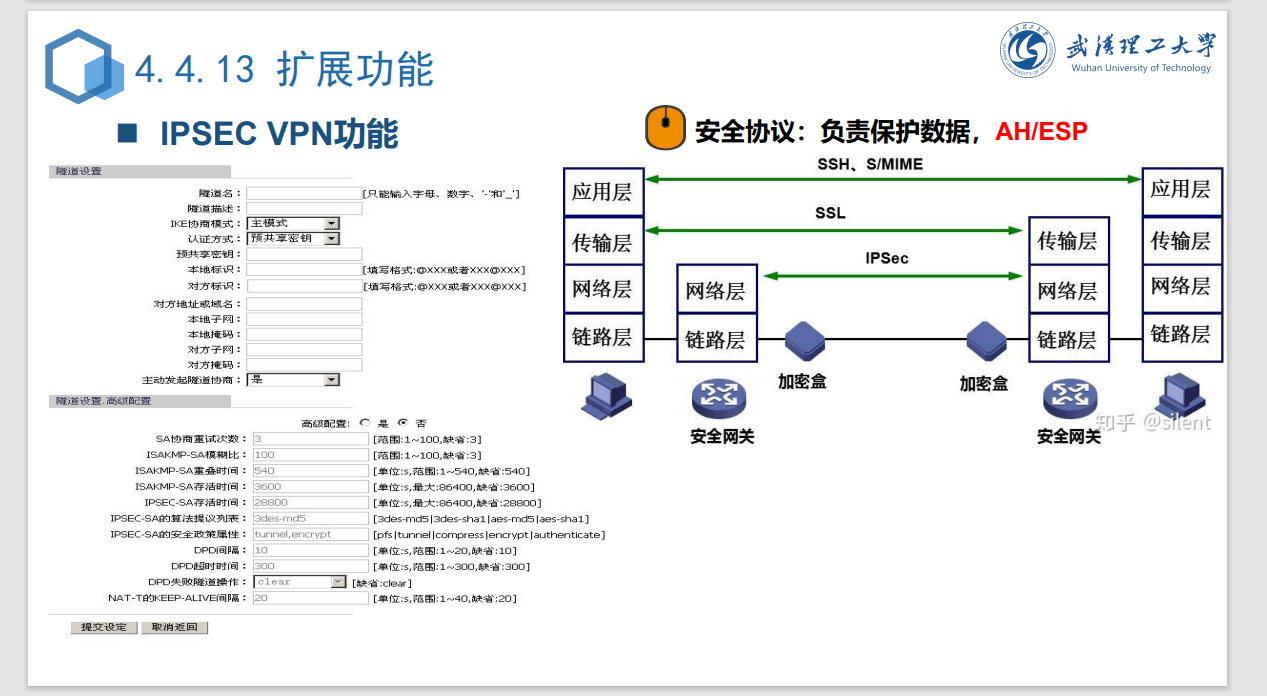 4.4.13 扩展功能
武汉理工大学
Wuhan University of Technology
■ IPSEC VPN功能
安全协议：负责保护数据，AH/ESP
隧道设置
隧道名：[只能输入字母、数字、'-'和'_']
隧道描述：
IKE协商模式：主模式
认证方式：预共享密钥
预共享密钥：
本地标识：[填写格式:@XXX或者XXX@XXX]
对方标识：[填写格式:@XXX或者XXX@XXX]
对方地址或域名：
本地子网：
本地掩码：
对方子网：
对方掩码：
主动发起隧道协商：是
隧道设置.高级配置
高级配置: 是 否
SA协商重试次数：3 [范围:1~100,缺省:3]
ISAKMP-SA模糊比：100 [范围:1~100,缺省:3]
ISAKMP-SA重叠时间：540 [单位:s,范围:1~540,缺省:540]
ISAKMP-SA存活时间：3600 [单位:s,最大:86400,缺省:3600]
IPSEC-SA存活时间：28800 [单位:s,最大:86400,缺省:28800]
IPSEC-SA的算法提议列表：3des-md5 [3des-md5|3des-sha1|aes-md5|aes-sha1]
IPSEC-SA的安全政策属性：tunnel,encrypt [pfs|tunnel|compress|encrypt|authenticate]
DPD间隔：10 [单位:s,范围:1~20,缺省:10]
DPD超时时间：300 [单位:s,范围:1~300,缺省:300]
DPD失败隧道操作：clear [缺省:clear]
NAT-T的KEEP-ALIVE间隔：20 [单位:s,范围:1~40,缺省:20]
提交设定 取消返回
SSH、S/MIME
应用层 应用层
SSL
传输层 传输层 传输层
IPSec
网络层 网络层 网络层 网络层
链路层 链路层 链路层 链路层
加密盒 加密盒
安全网关 安全网关
知乎 @silent